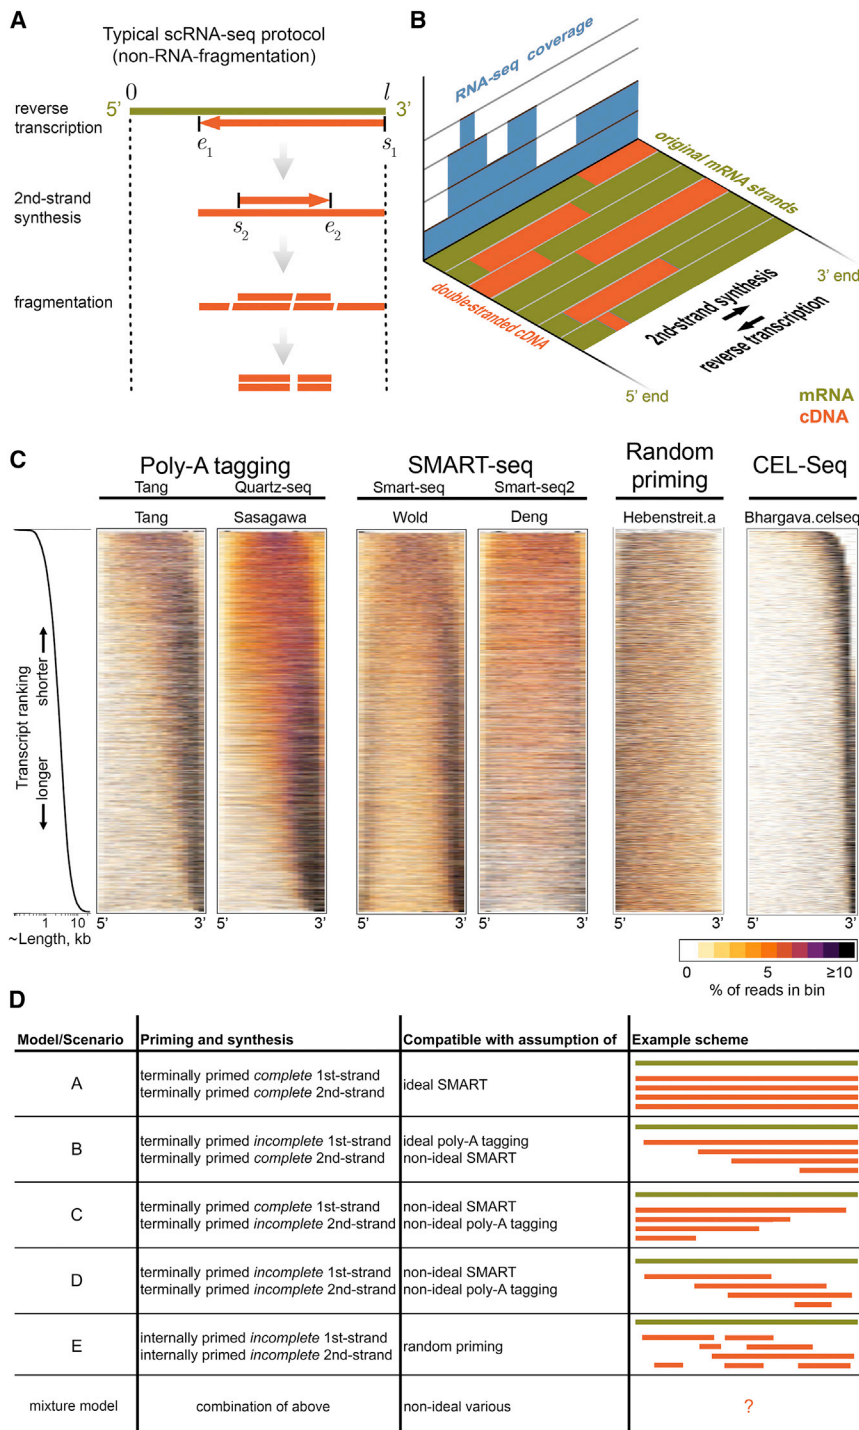 A
Typical scRNA-seq protocol
(non-RNA-fragmentation)
0
l
5'
3'
reverse
transcription
e1
s1
2nd-strand
synthesis
s2
e2
fragmentation
B
RNA-seq coverage
original mRNA strands
double-stranded cDNA
3' end
2nd-strand synthesis
reverse transcription
5' end
mRNA
cDNA
C
Poly-A tagging
SMART-seq
Random
priming
CEL-Seq
Tang
Quartz-seq
Smart-seq
Smart-seq2
Tang
Sasagawa
Wold
Deng
Hebenstreit.a
Bhargava.celseq
Transcript ranking
shorter
longer
1
10
~Length, kb
5' 3'
5' 3'
5' 3'
5' 3'
5' 3'
5' 3'
0 5 ≥10
% of reads in bin
D
Model/Scenario Priming and synthesis Compatible with assumption of Example scheme
A
terminally primed complete 1st-strand
terminally primed complete 2nd-strand
ideal SMART
B
terminally primed incomplete 1st-strand
terminally primed complete 2nd-strand
ideal poly-A tagging
non-ideal SMART
C
terminally primed complete 1st-strand
terminally primed incomplete 2nd-strand
non-ideal SMART
non-ideal poly-A tagging
D
terminally primed incomplete 1st-strand
terminally primed incomplete 2nd-strand
non-ideal SMART
non-ideal poly-A tagging
E
internally primed incomplete 1st-strand
internally primed incomplete 2nd-strand
random priming
mixture model
combination of above
non-ideal various
?